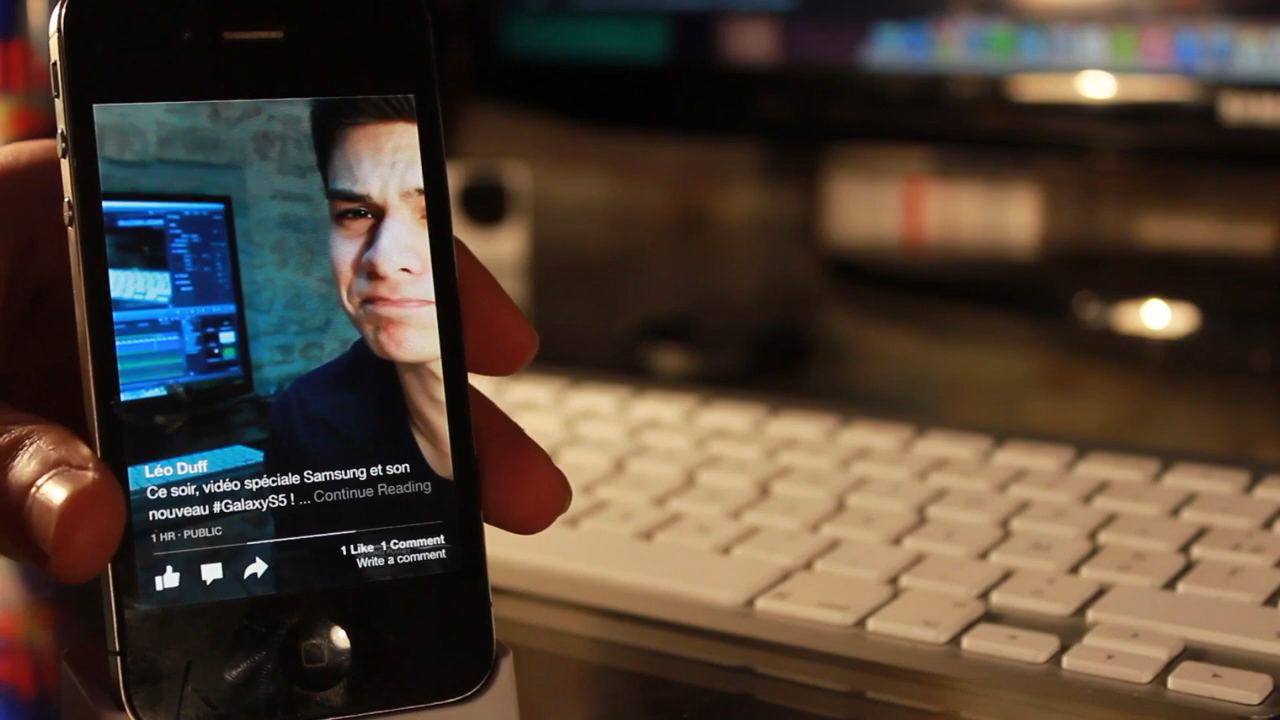 Léo Duff
Ce soir, vidéo spéciale Samsung et son
nouveau #GalaxyS5 ! ... Continue Reading
1 HR · PUBLIC
1 Like 1 Comment
Write a comment